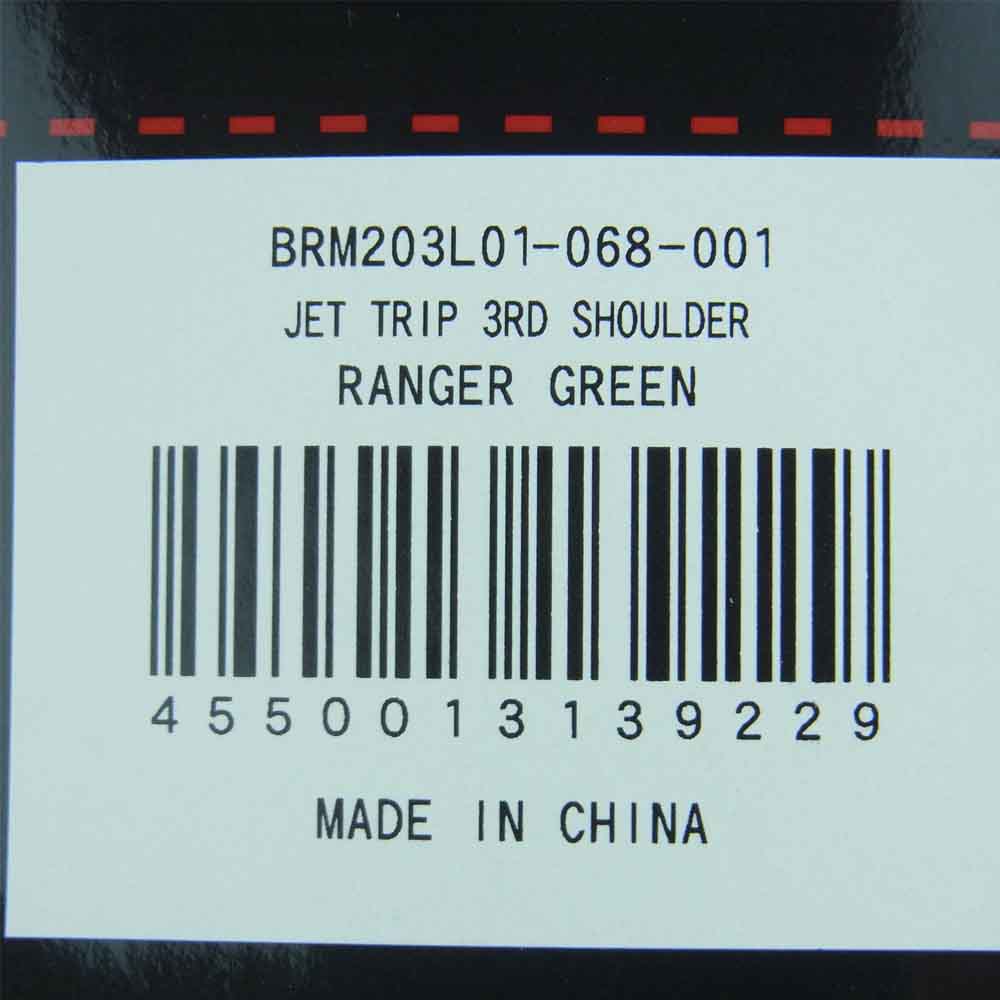 BRM203L01-068-001
JET TRIP 3RD SHOULDER
RANGER GREEN
4550013139229
MADE IN CHINA